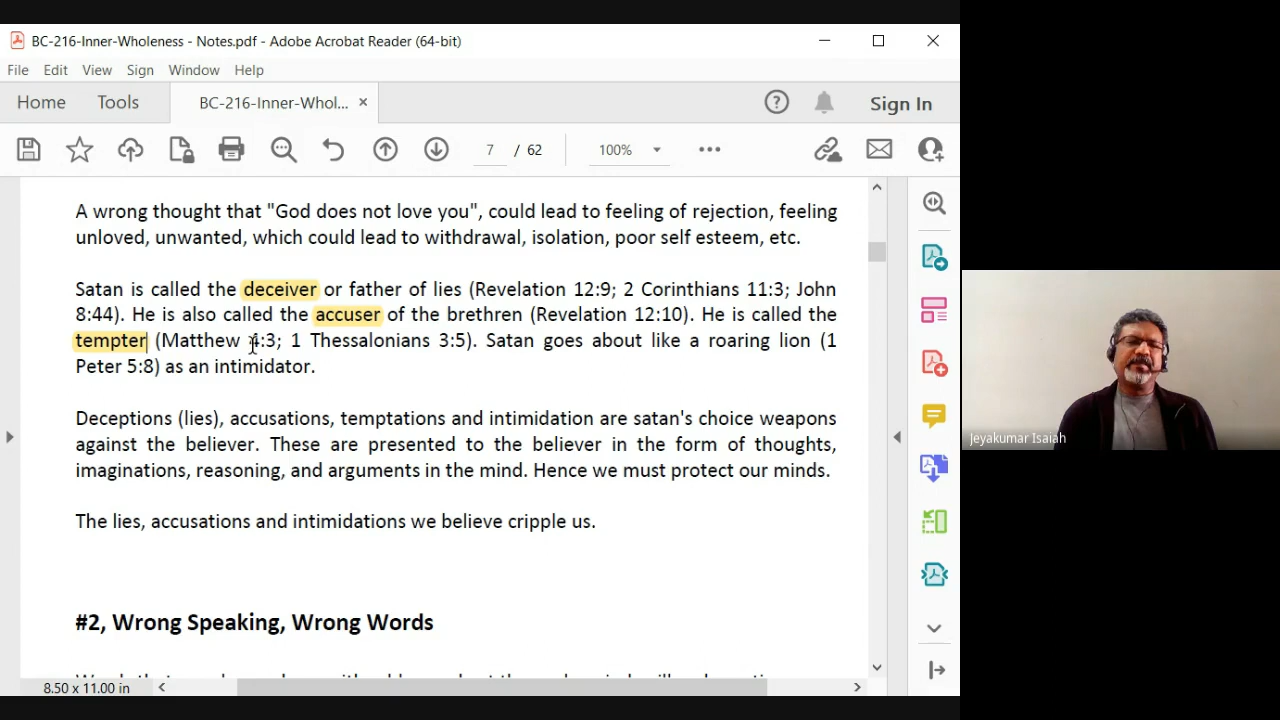 BC-216-Inner-Wholeness - Notes.pdf - Adobe Acrobat Reader (64-bit)
File Edit View Sign Window Help
Home Tools BC-216-Inner-Whol... × Sign In
7 / 62 100%
A wrong thought that "God does not love you", could lead to feeling of rejection, feeling
unloved, unwanted, which could lead to withdrawal, isolation, poor self esteem, etc.
Satan is called the deceiver or father of lies (Revelation 12:9; 2 Corinthians 11:3; John
8:44). He is also called the accuser of the brethren (Revelation 12:10). He is called the
tempter (Matthew 4:3; 1 Thessalonians 3:5). Satan goes about like a roaring lion (1
Peter 5:8) as an intimidator.
Deceptions (lies), accusations, temptations and intimidation are satan's choice weapons
against the believer. These are presented to the believer in the form of thoughts,
imaginations, reasoning, and arguments in the mind. Hence we must protect our minds.
The lies, accusations and intimidations we believe cripple us.
#2, Wrong Speaking, Wrong Words
8.50 x 11.00 in
Jeyakumar Isaiah